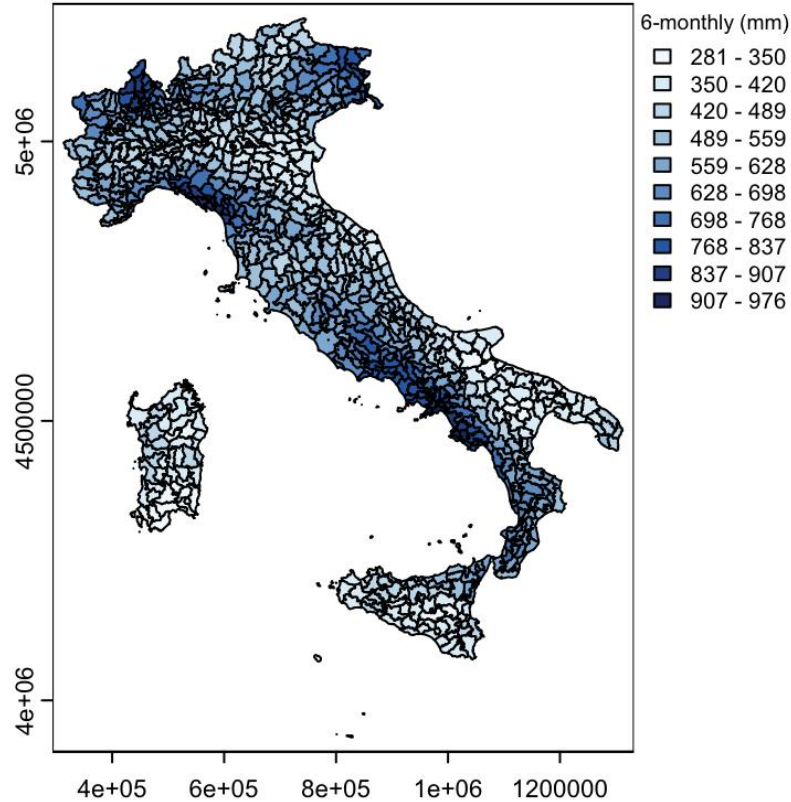 6-monthly (mm)
281 - 350
350 - 420
420 - 489
489 - 559
559 - 628
628 - 698
698 - 768
768 - 837
837 - 907
907 - 976
5e+06
4500000
4e+06
4e+05 6e+05 8e+05 1e+06 1200000